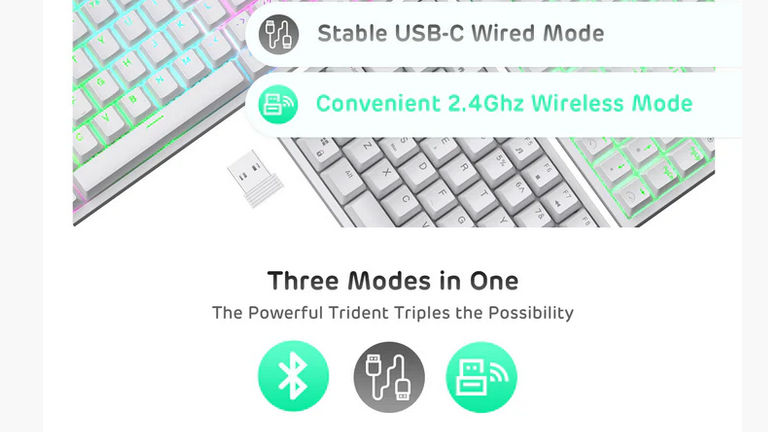 Stable USB-C Wired Mode
Convenient 2.4Ghz Wireless Mode
Three Modes in One
The Powerful Trident Triples the Possibility